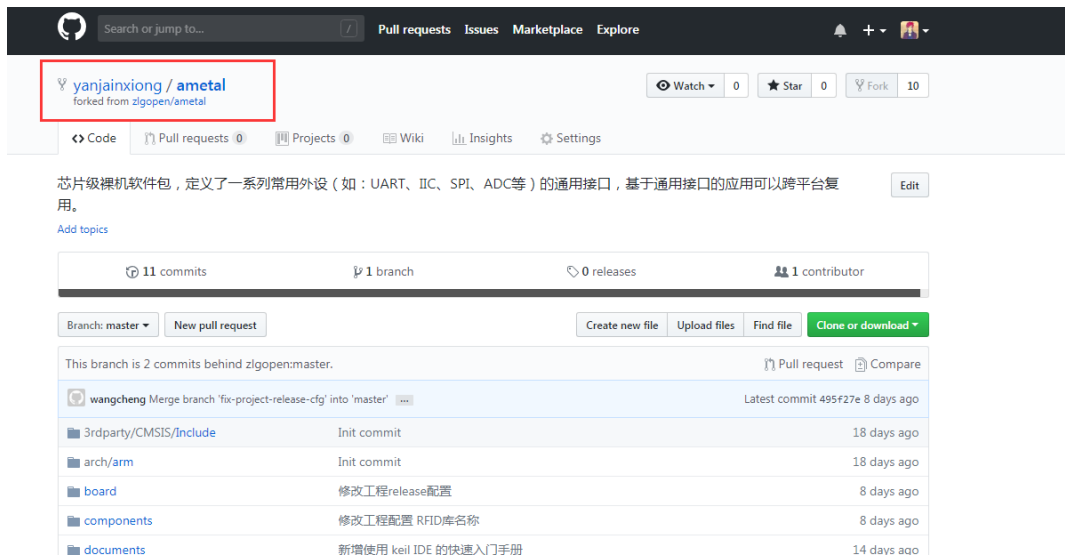 Search or jump to... / Pull requests Issues Marketplace Explore
yanjainxiong / ametal Watch 0 Star 0 Fork 10
forked from zlgopen/ametal
Code Pull requests 0 Projects 0 Wiki Insights Settings
芯片级裸机软件包，定义了一系列常用外设（如：UART、IIC、SPI、ADC等）的通用接口，基于通用接口的应用可以跨平台复 Edit
用。
Add topics
11 commits 1 branch 0 releases 1 contributor
Branch: master New pull request Create new file Upload files Find file Clone or download
This branch is 2 commits behind zlgopen:master. Pull request Compare
wangcheng Merge branch 'fix-project-release-cfg' into 'master' ... Latest commit 495f27e 8 days ago
3rdparty/CMSIS/Include Init commit 18 days ago
arch/arm Init commit 18 days ago
board 修改工程release配置 8 days ago
components 修改工程配置 RFID库名称 8 days ago
documents 新增使用 keil IDE 的快速入门手册 14 days ago